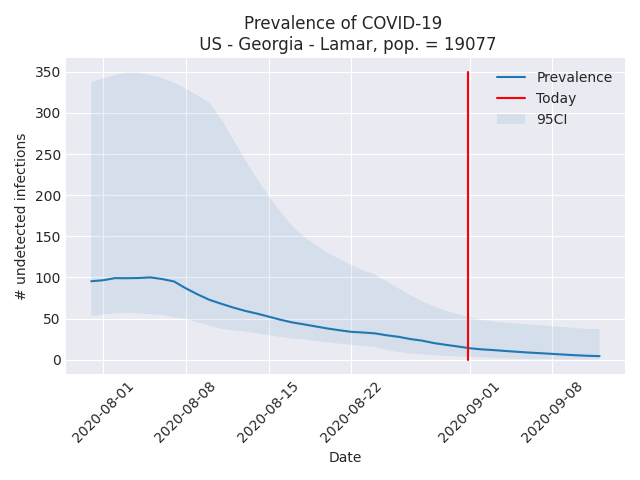 Prevalence of COVID-19
US - Georgia - Lamar, pop. = 19077
Prevalence
Today
95CI
# undetected infections
350
300
250
200
150
100
50
0
2020-08-01
2020-08-08
2020-08-15
2020-08-22
2020-09-01
2020-09-08
Date